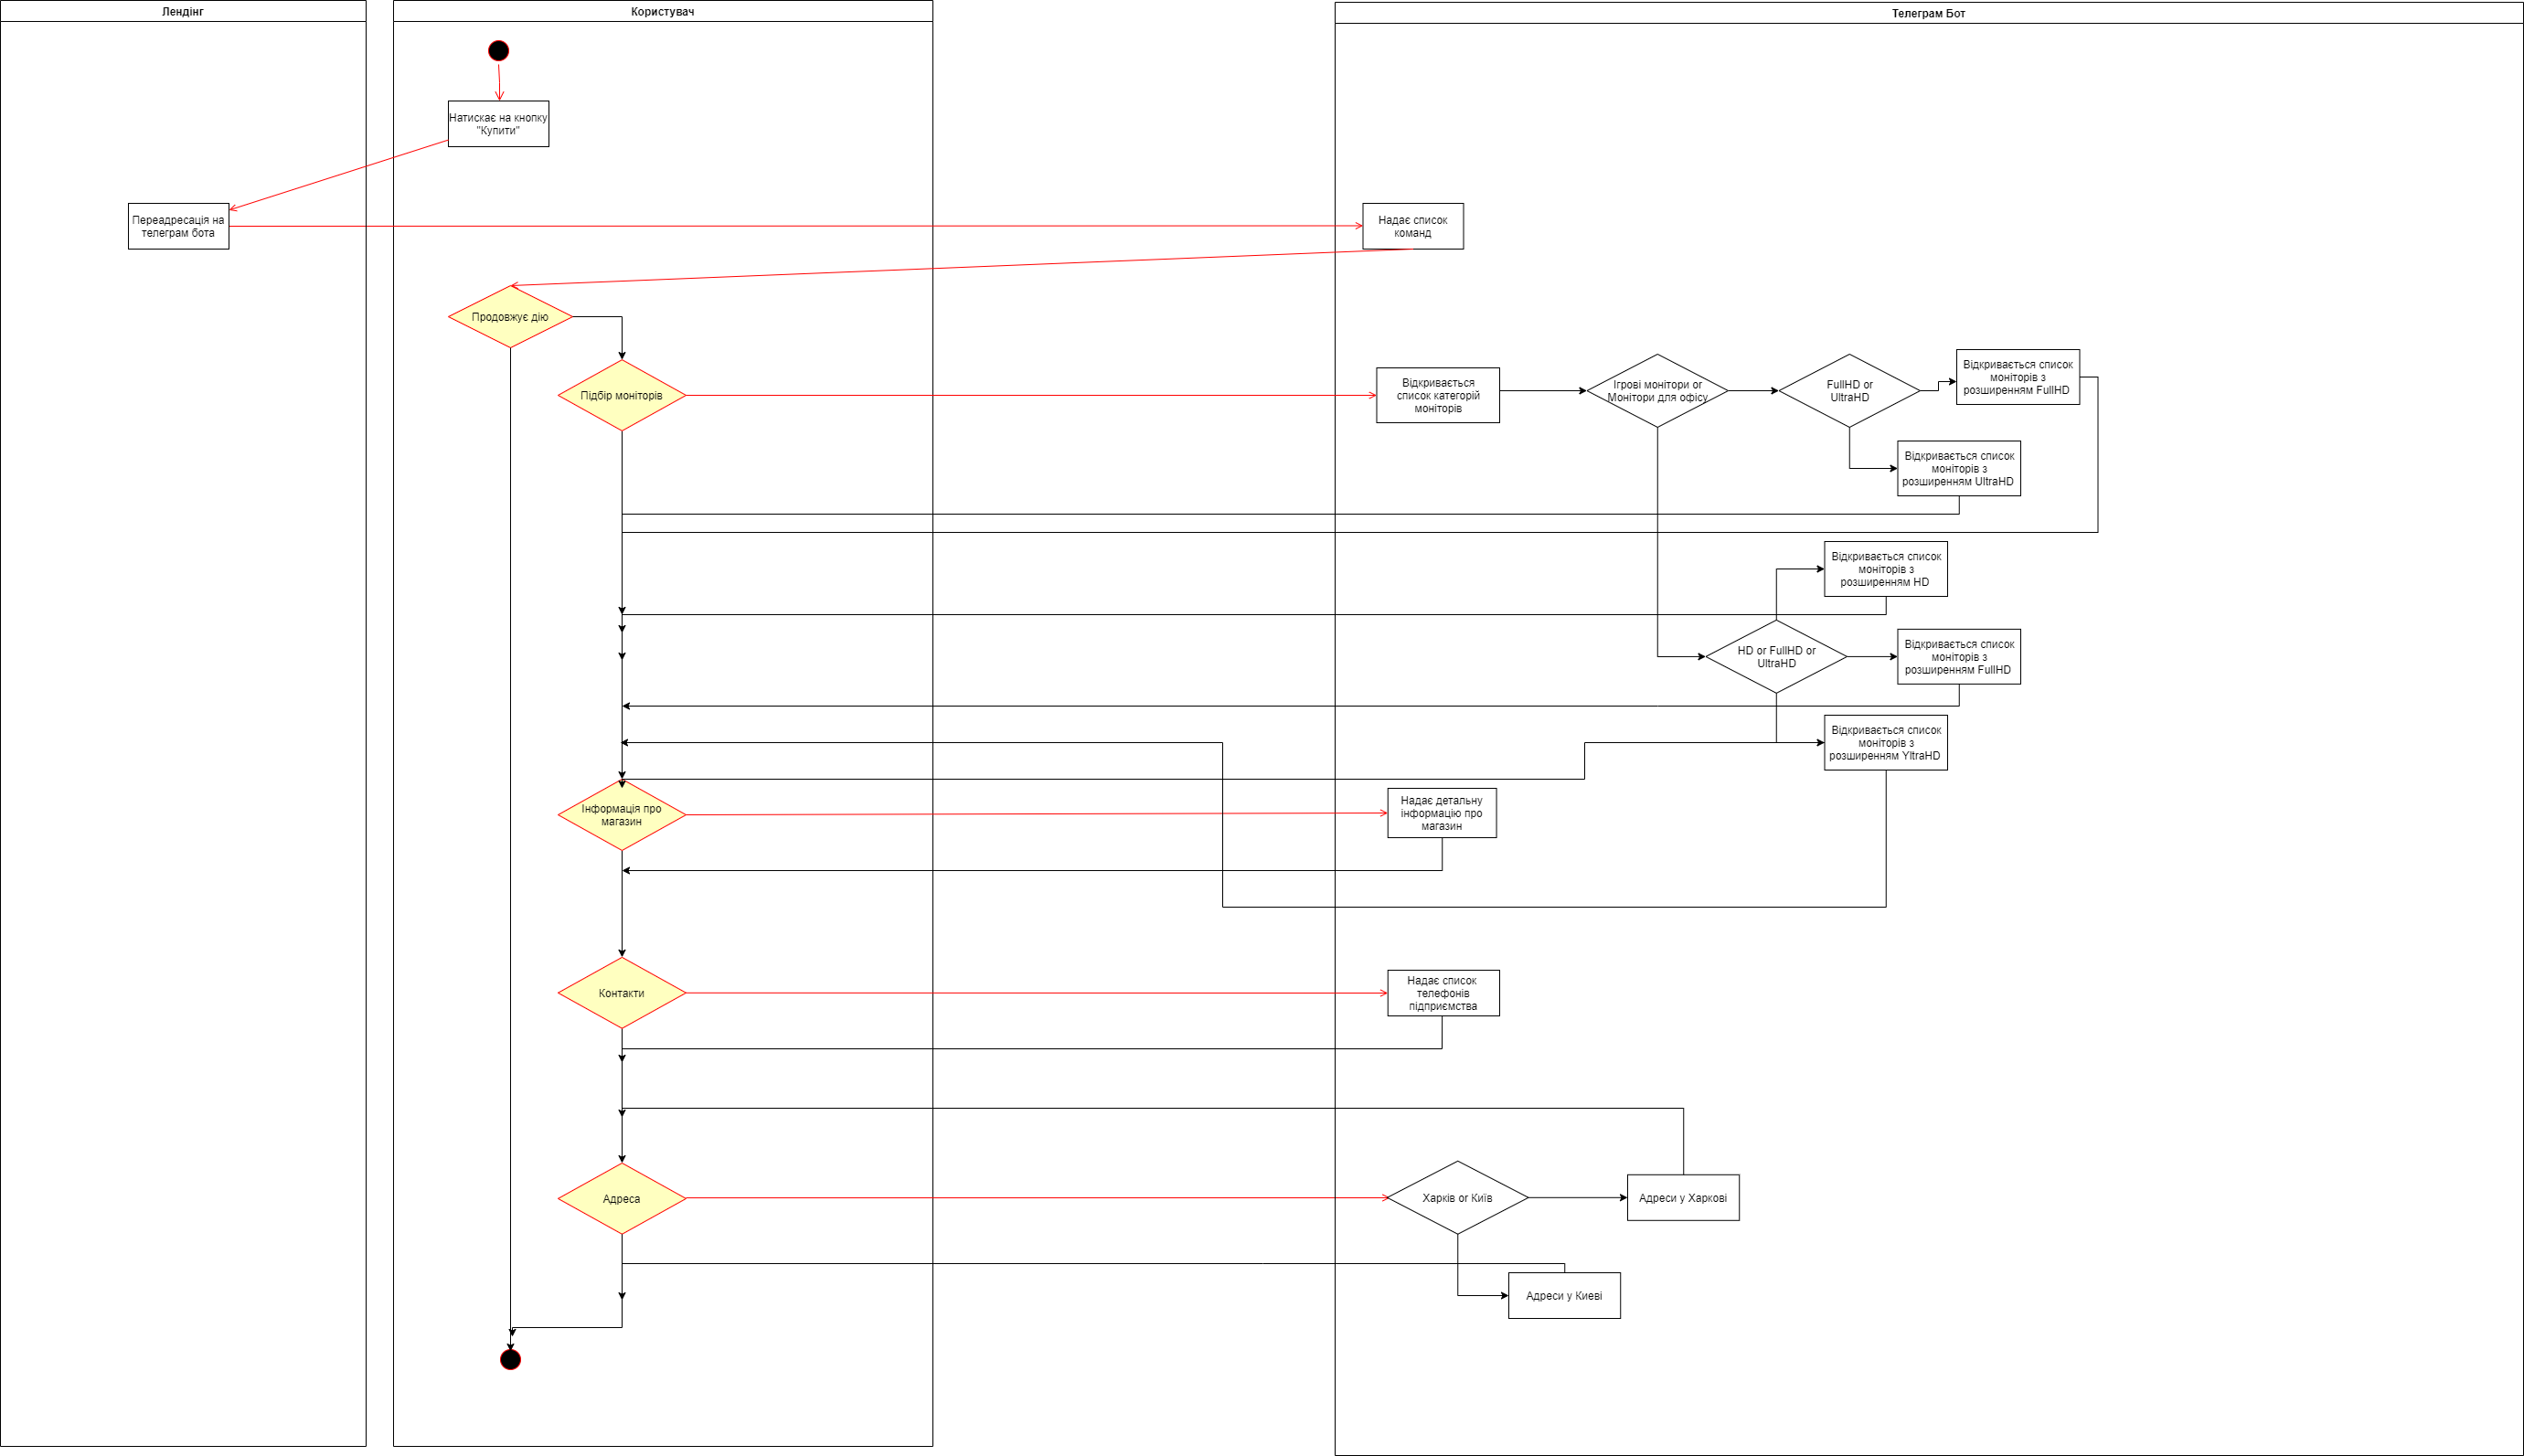 Лендінг
Користувач
Телеграм Бот
Натискає на кнопку
"Купити"
Переадресація на
телеграм бота
Надає список
команд
Продовжує дію
Підбір моніторів
Відкривається
список категорій
моніторів
Ігрові монітори or
Монітори для офісу
FullHD or
UltraHD
Відкривається список
моніторів з
розширенням FullHD
Відкривається список
моніторів з
розширенням UltraHD
Відкривається список
моніторів з
розширенням HD
HD or FullHD or
UltraHD
Відкривається список
моніторів з
розширенням FullHD
Відкривається список
моніторів з
розширенням YltraHD
Інформація про
магазин
Надає детальну
інформацію про
магазин
Контакти
Надає список
телефонів
підприємства
Адреса
Харків or Київ
Адреси у Харкові
Адреси у Киеві